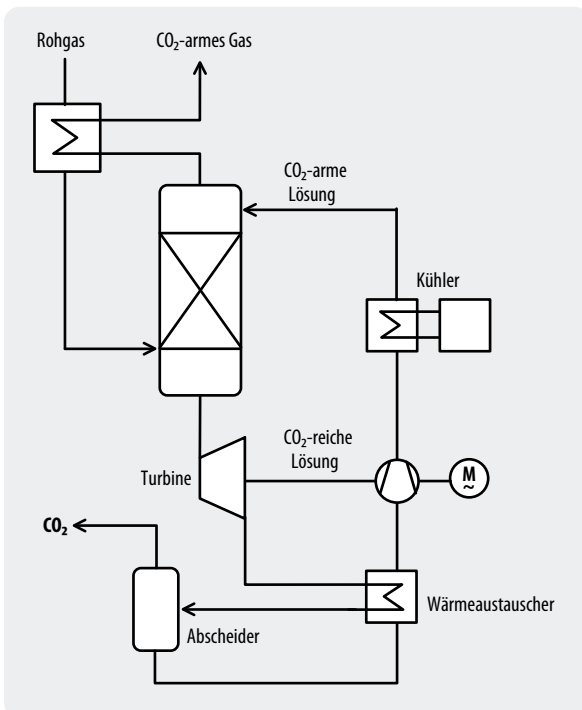 Rohgas
CO₂-armes Gas
CO₂-arme
Lösung
Kühler
CO₂-reiche
Lösung
Turbine
M
~
CO₂
Wärmeaustauscher
Abscheider